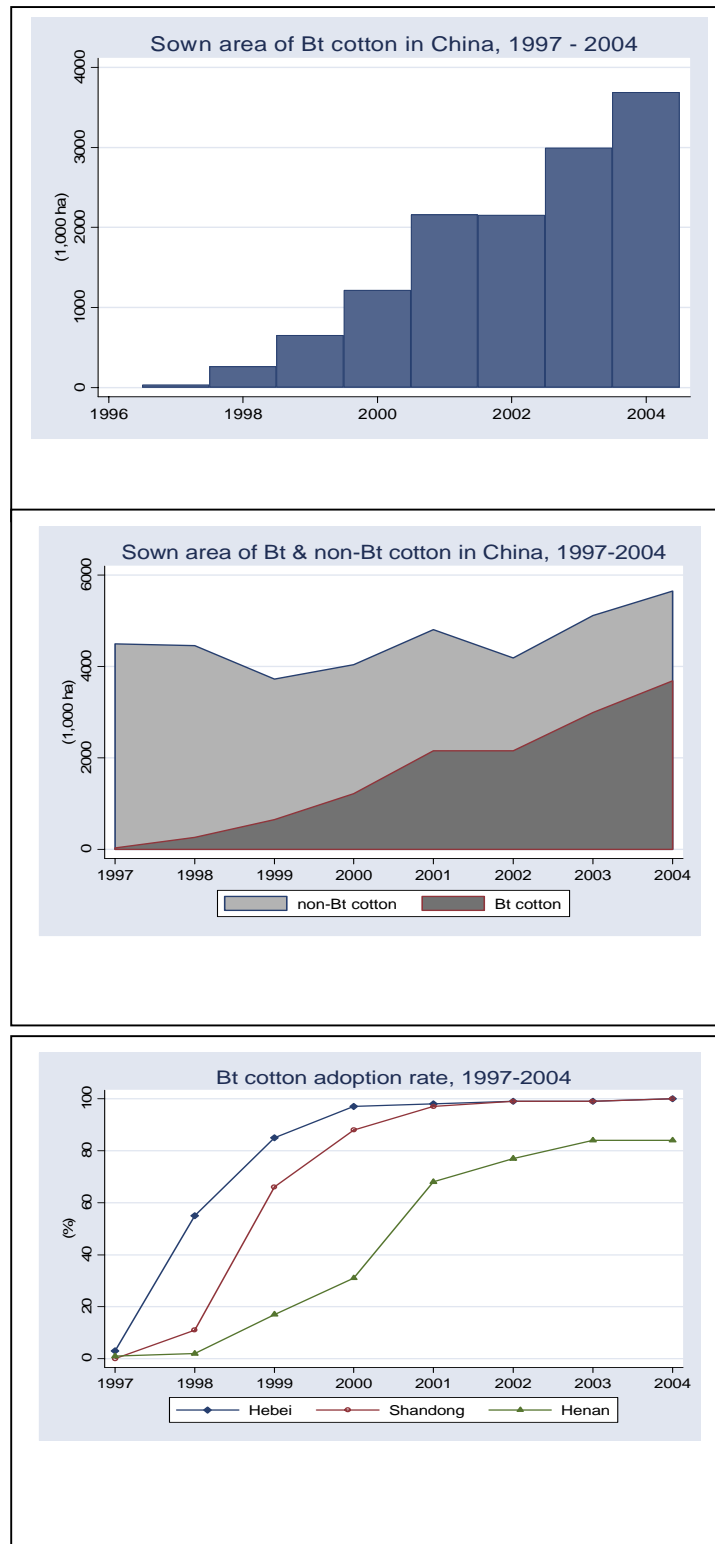 Sown area of Bt cotton in China, 1997 - 2004
(1,000 ha)
4000
3000
2000
1000
0
1996 1998 2000 2002 2004
Sown area of Bt & non-Bt cotton in China, 1997-2004
(1,000 ha)
6000
4000
2000
0
1997 1998 1999 2000 2001 2002 2003 2004
non-Bt cotton Bt cotton
Bt cotton adoption rate, 1997-2004
(%)
100
80
60
40
20
0
1997 1998 1999 2000 2001 2002 2003 2004
Hebei Shandong Henan